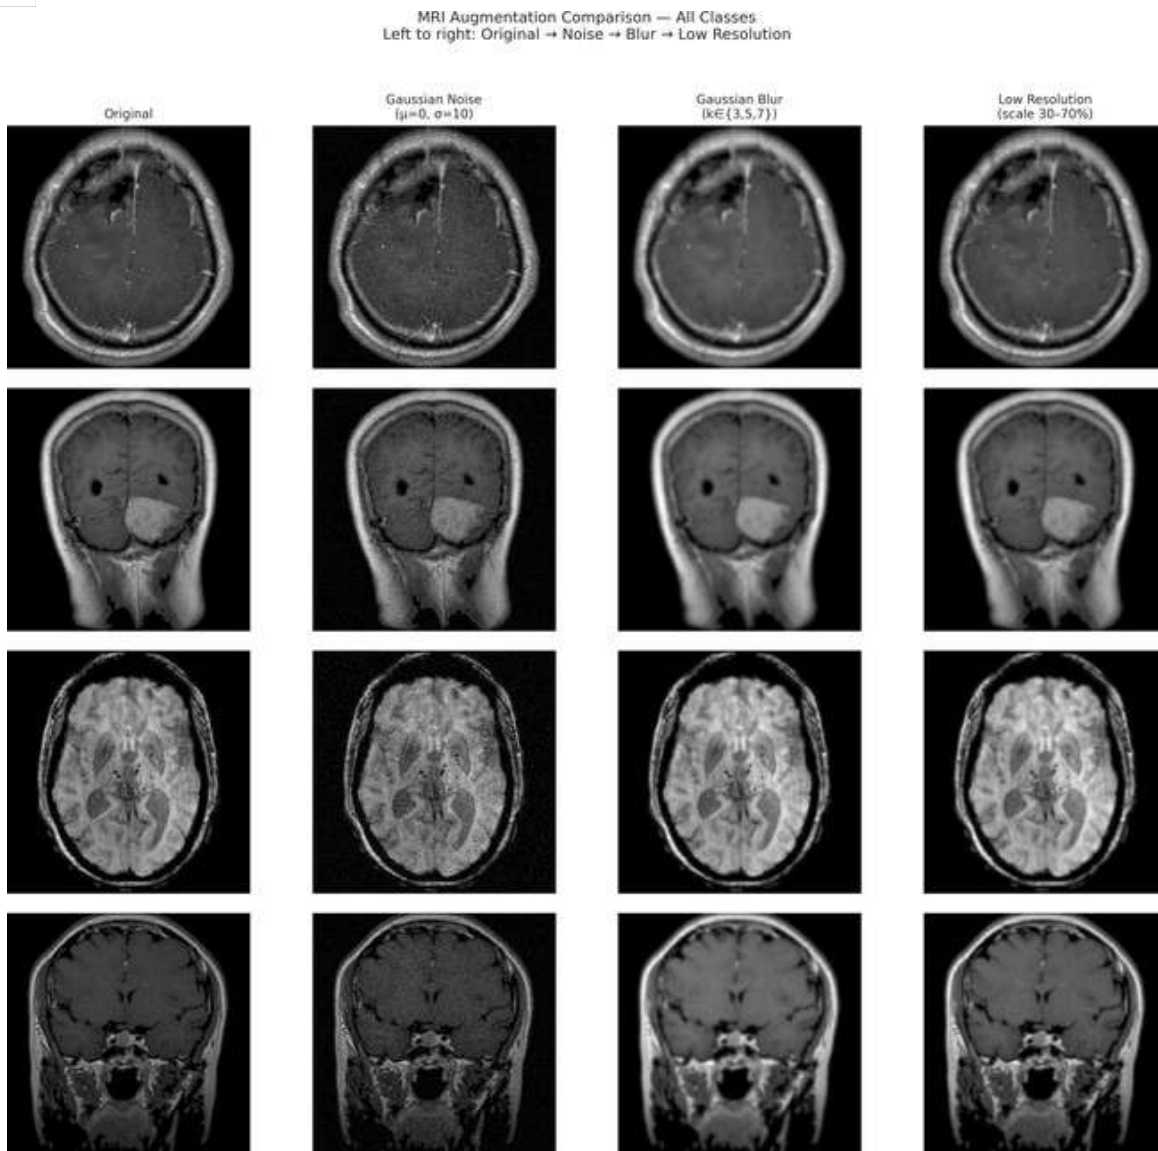 MRI Augmentation Comparison — All Classes
Left to right: Original → Noise → Blur → Low Resolution
Original
Gaussian Noise
(μ=0, σ=10)
Gaussian Blur
(k∈{3,5,7})
Low Resolution
(scale 30–70%)